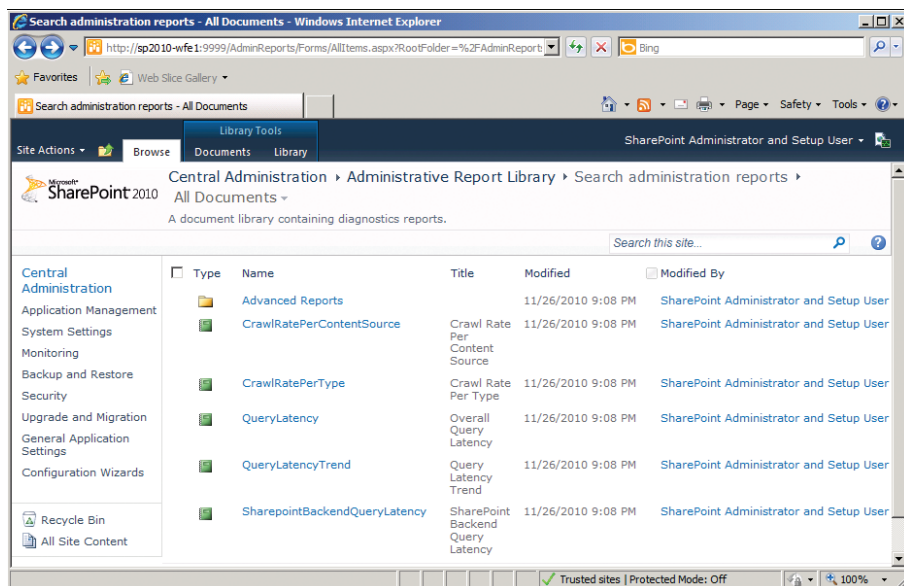 Search administration reports - All Documents - Windows Internet Explorer
http://sp2010-wfe1:9999/AdminReports/Forms/AllItems.aspx?RootFolder=%2FAdminReport
Bing
Favorites
Web Slice Gallery
Search administration reports - All Documents
Page
Safety
Tools
Library Tools
Site Actions
Browse
Documents
Library
SharePoint Administrator and Setup User
Microsoft
SharePoint 2010
Central Administration
Administrative Report Library
Search administration reports
All Documents
A document library containing diagnostics reports.
Search this site...
Central
Administration
Application Management
System Settings
Monitoring
Backup and Restore
Security
Upgrade and Migration
General Application
Settings
Configuration Wizards
Recycle Bin
All Site Content
Type Name Title Modified Modified By
Advanced Reports 11/26/2010 9:08 PM SharePoint Administrator and Setup User
CrawlRatePerContentSource Crawl Rate 11/26/2010 9:08 PM SharePoint Administrator and Setup User
Per
Content
Source
CrawlRatePerType Crawl Rate 11/26/2010 9:08 PM SharePoint Administrator and Setup User
Per Type
QueryLatency Overall 11/26/2010 9:08 PM SharePoint Administrator and Setup User
Query
Latency
QueryLatencyTrend Query 11/26/2010 9:08 PM SharePoint Administrator and Setup User
Latency
Trend
SharepointBackendQueryLatency SharePoint 11/26/2010 9:08 PM SharePoint Administrator and Setup User
Backend
Query
Latency
Trusted sites | Protected Mode: Off
100%